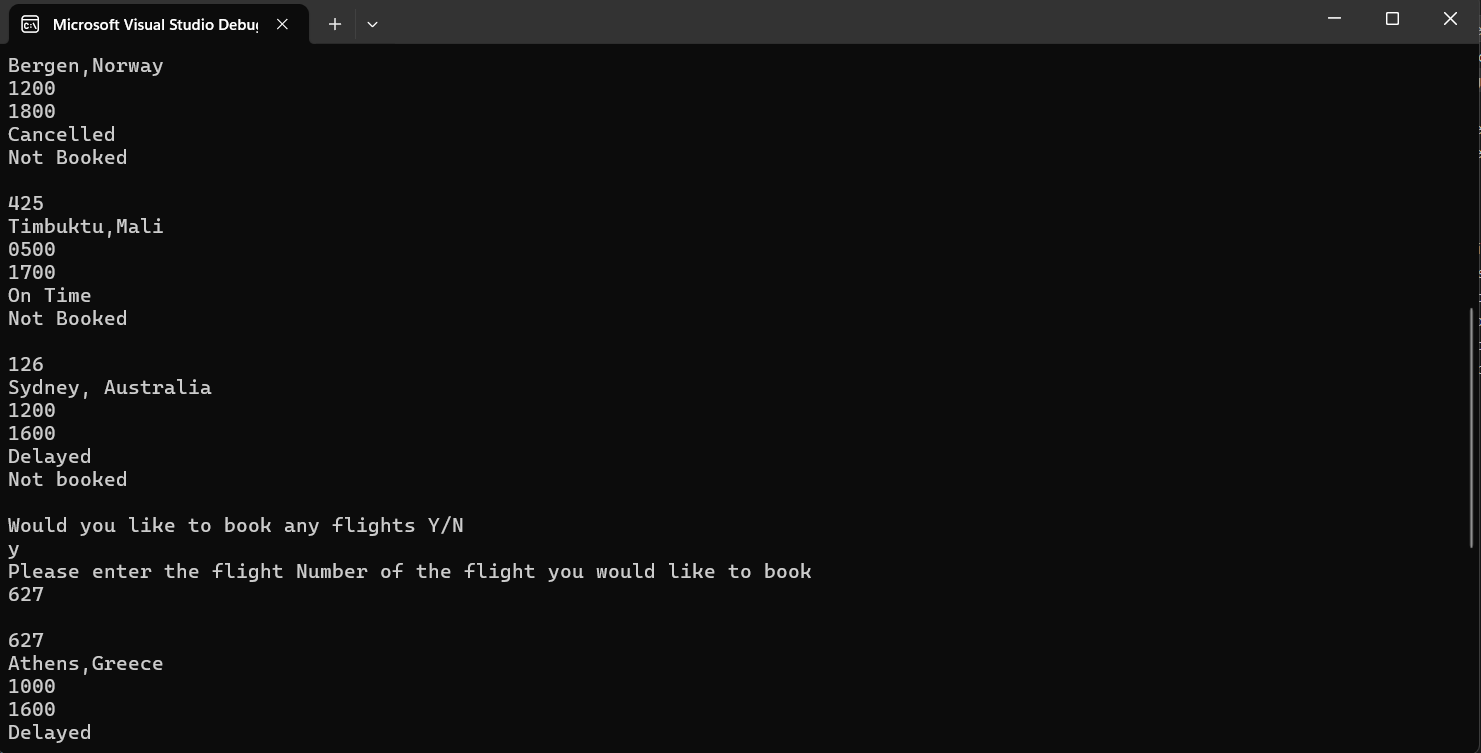 Microsoft Visual Studio Debu
Bergen,Norway
1200
1800
Cancelled
Not Booked
425
Timbuktu,Mali
0500
1700
On Time
Not Booked
126
Sydney, Australia
1200
1600
Delayed
Not booked
Would you like to book any flights Y/N
y
Please enter the flight Number of the flight you would like to book
627
627
Athens,Greece
1000
1600
Delayed